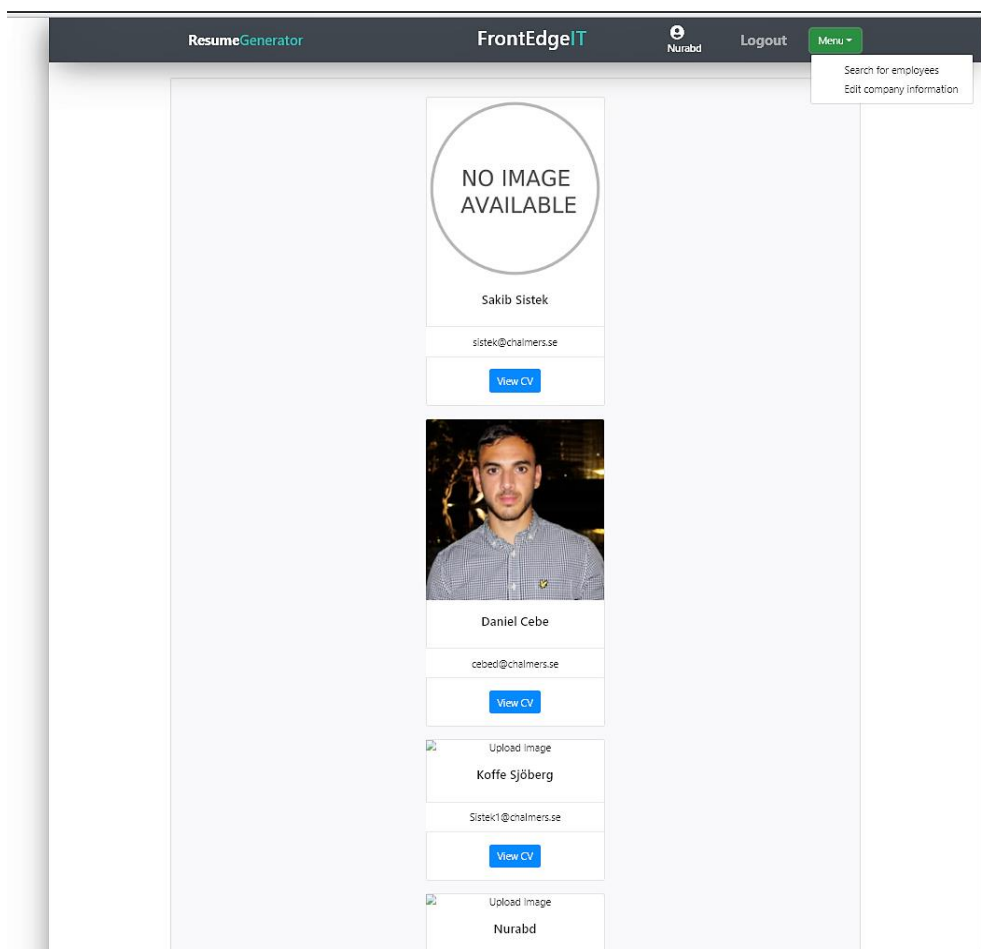 ResumeGenerator
FrontEdgeIT
Nurabd
Logout
Menu
Search for employees
Edit company information
NO IMAGE
AVAILABLE
Sakib Sistek
sistek@chalmers.se
View CV
Daniel Cebe
cebed@chalmers.se
View CV
Upload Image
Koffe Sjöberg
Sistek1@chalmers.se
View CV
Upload Image
Nurabd